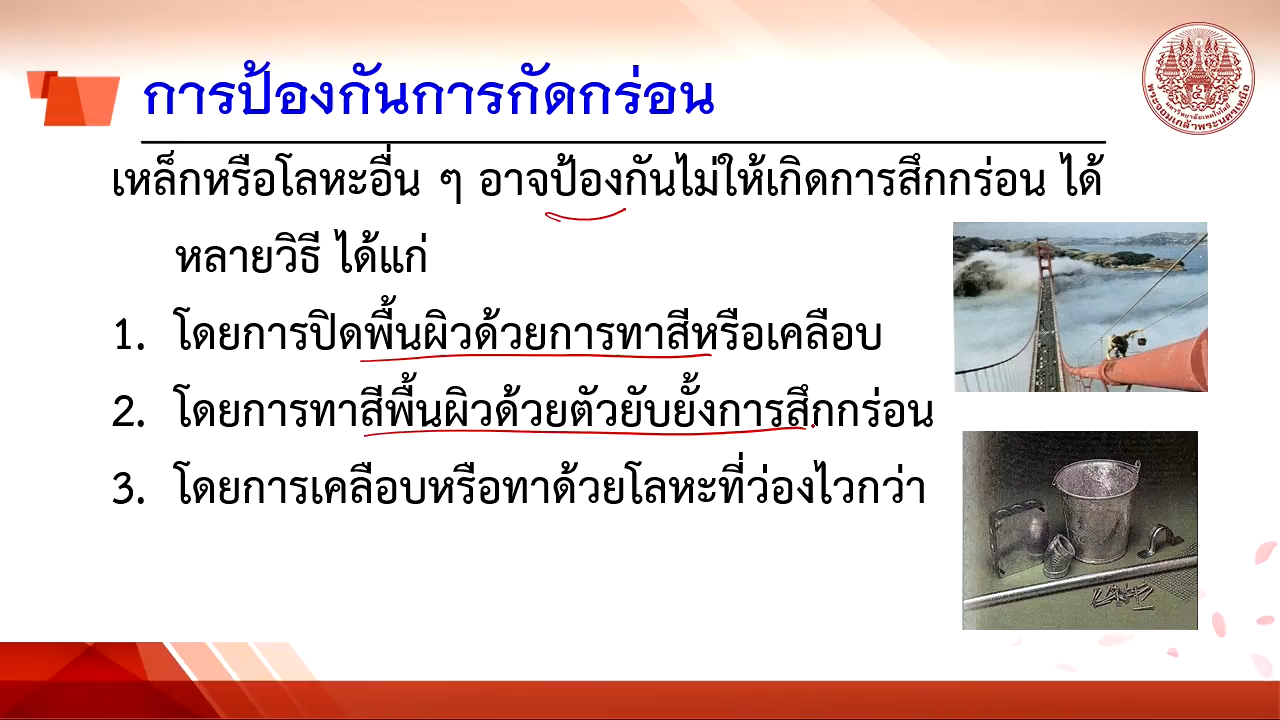 การป้องกันการกัดกร่อน
เหล็กหรือโลหะอื่น ๆ อาจป้องกันไม่ให้เกิดการสึกกร่อน ได้
หลายวิธี ได้แก่
1. โดยการปิดพื้นผิวด้วยการทาสีหรือเคลือบ
2. โดยการทาสีพื้นผิวด้วยตัวยับยั้งการสึกกร่อน
3. โดยการเคลือบหรือทาด้วยโลหะที่ว่องไวกว่า